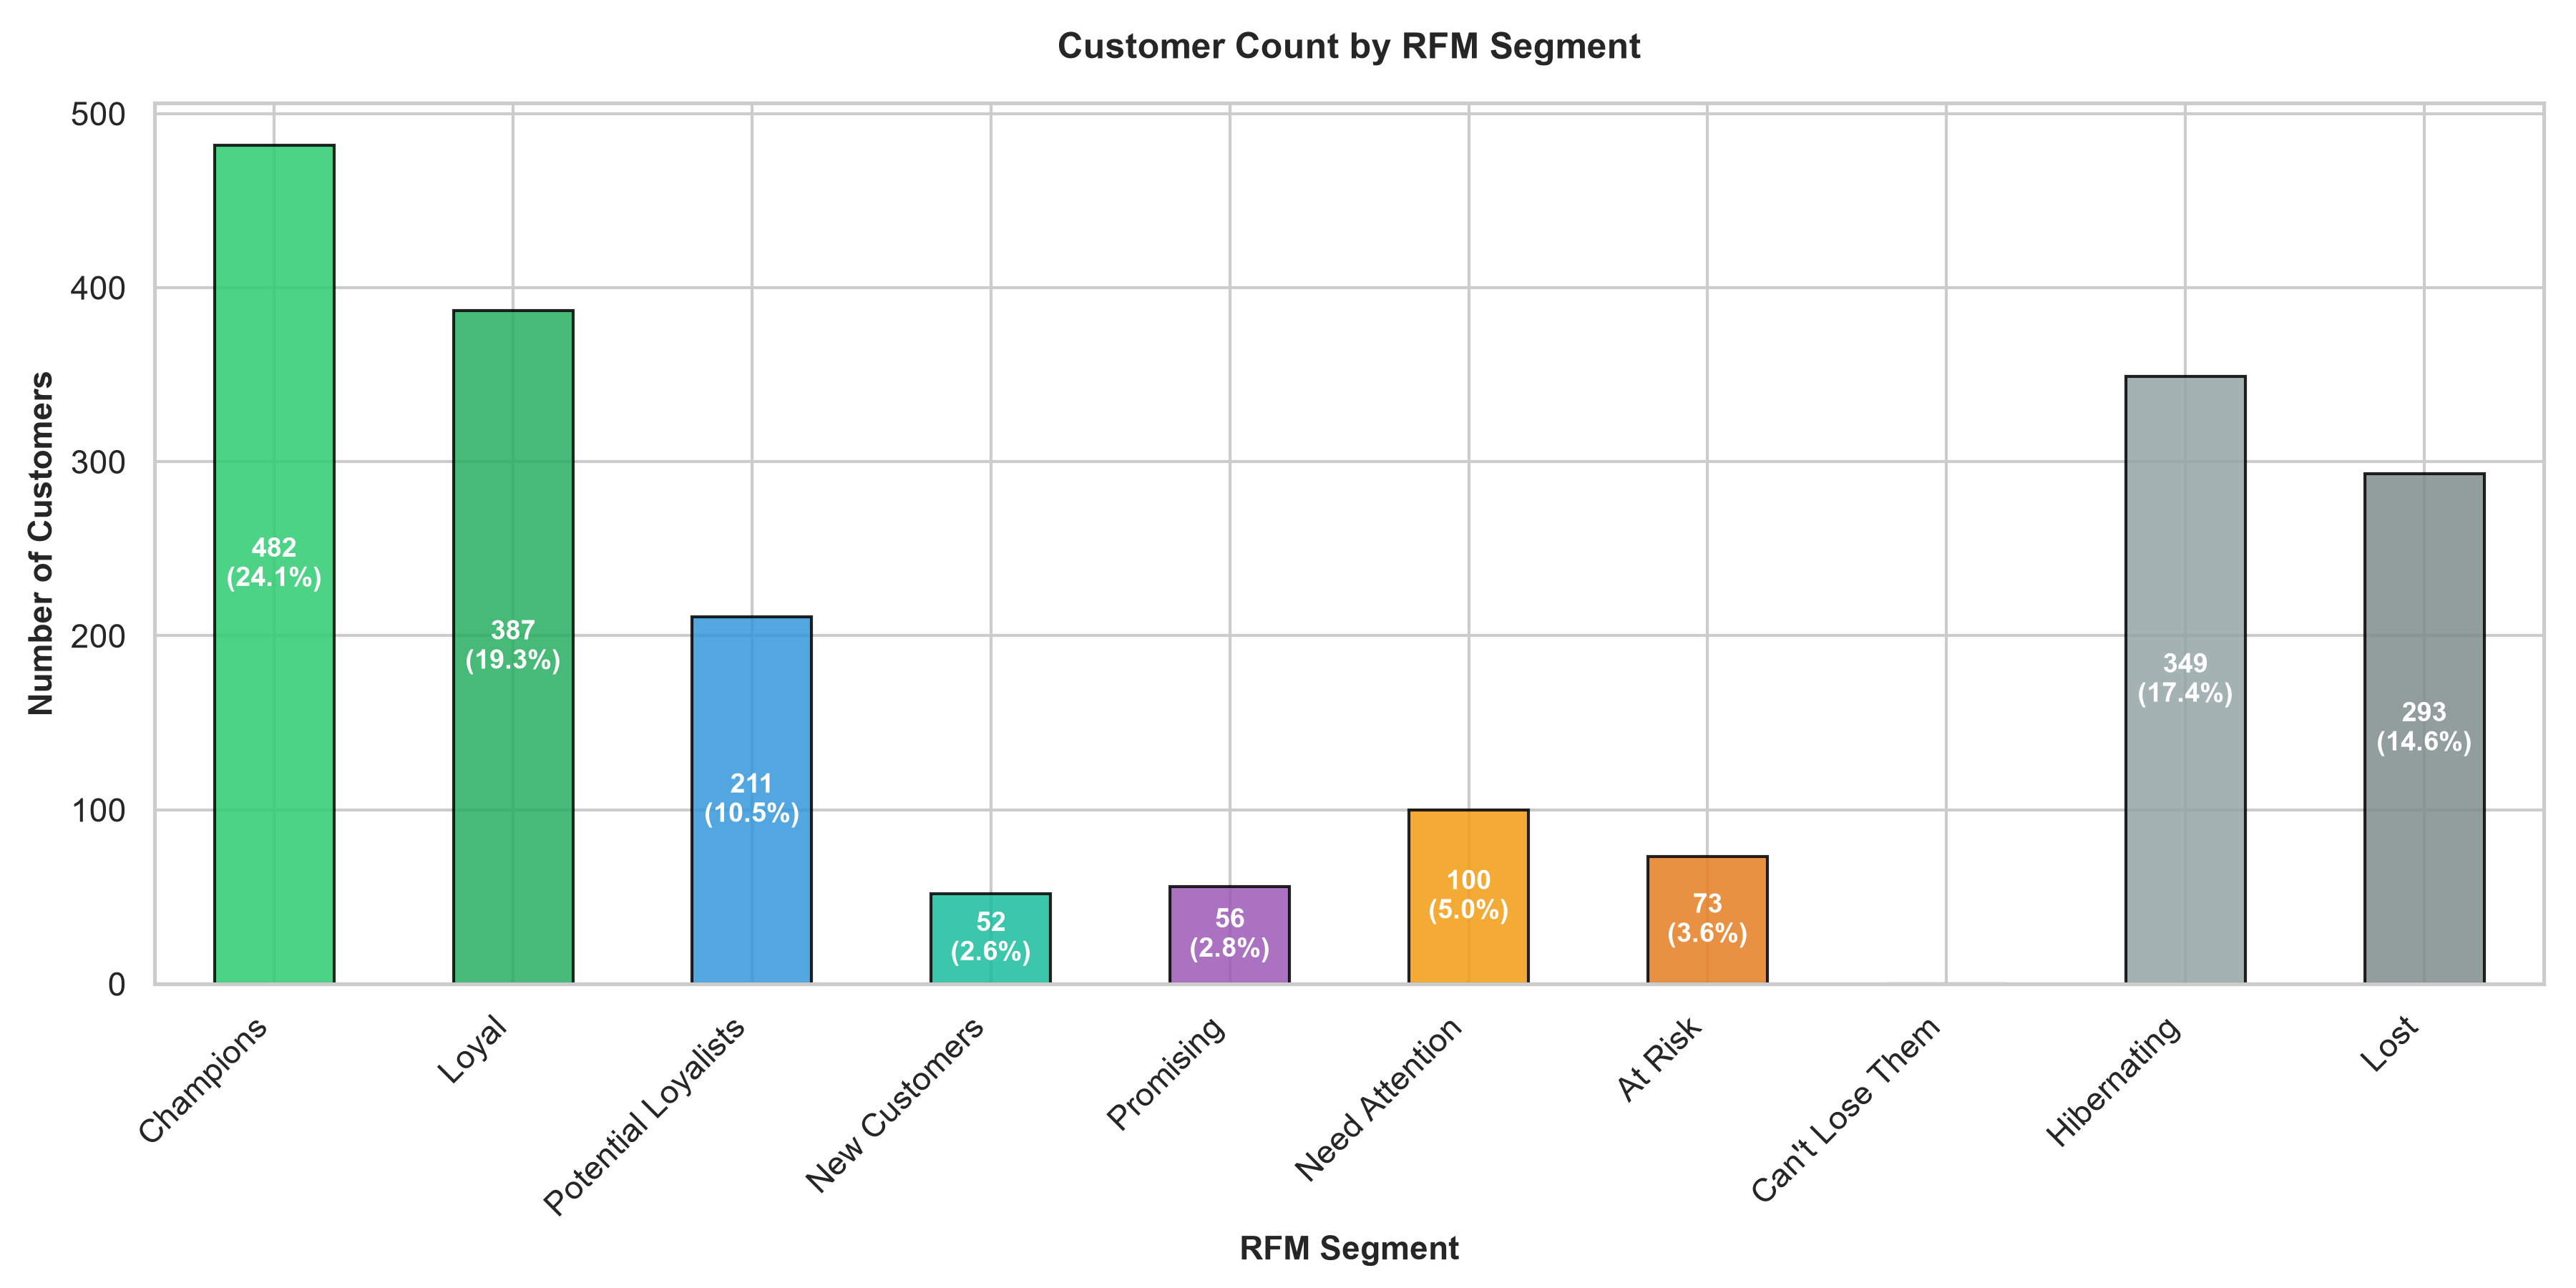 Customer Count by RFM Segment
Number of Customers
500
400
300
200
100
0
482
(24.1%)
387
(19.3%)
211
(10.5%)
52
(2.6%)
56
(2.8%)
100
(5.0%)
73
(3.6%)
349
(17.4%)
293
(14.6%)
Champions
Loyal
Potential Loyalists
New Customers
Promising
Need Attention
At Risk
Can't Lose Them
Hibernating
Lost
RFM Segment